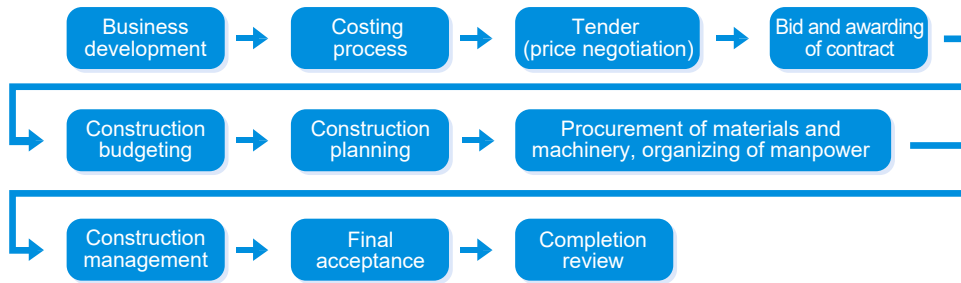 Business
development
Costing
process
Tender
(price negotiation)
Bid and awarding
of contract
Construction
budgeting
Construction
planning
Procurement of materials and
machinery, organizing of manpower
Construction
management
Final
acceptance
Completion
review